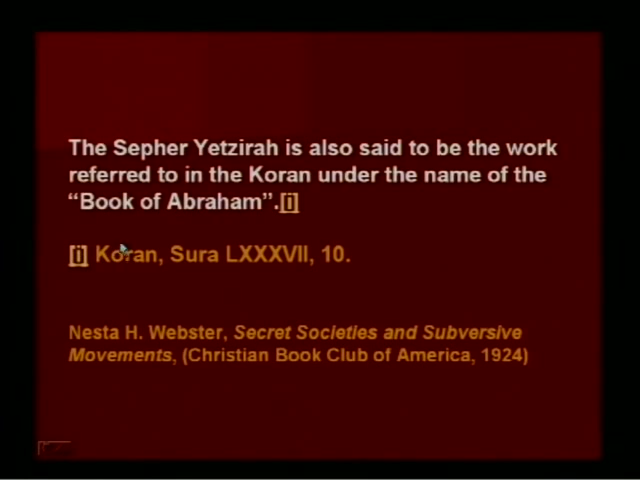 The Sepher Yetzirah is also said to be the work
referred to in the Koran under the name of the
“Book of Abraham”.[i]
[i] Koran, Sura LXXXVII, 10.
Nesta H. Webster, Secret Societies and Subversive
Movements, (Christian Book Club of America, 1924)